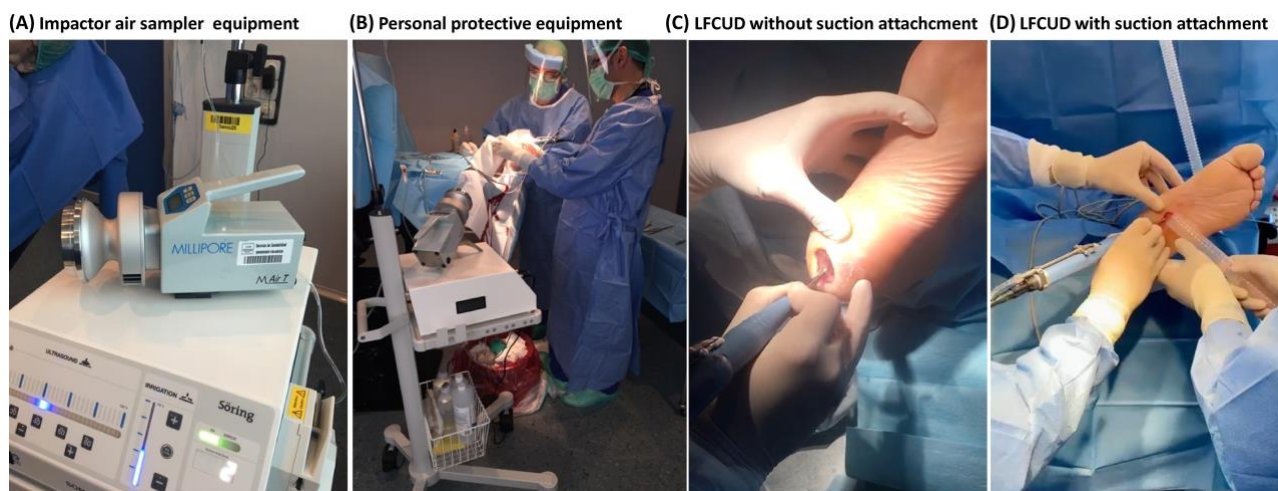 (A) Impactor air sampler equipment
(B) Personal protective equipment
(C) LFCUD without suction attachcment
(D) LFCUD with suction attachment
MILLIPORE
M Air T
ULTRASOUND
IRRIGATION
Söring